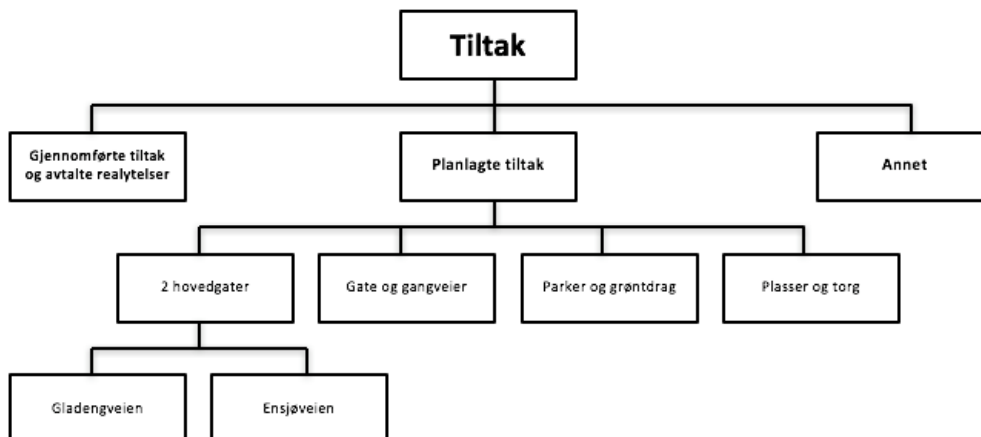 Tiltak
Gjennomførte tiltak
og avtalte realytelser
Planlagte tiltak
Annet
2 hovedgater
Gate og gangveier
Parker og grøntdrag
Plasser og torg
Gladengveien
Ensjøveien